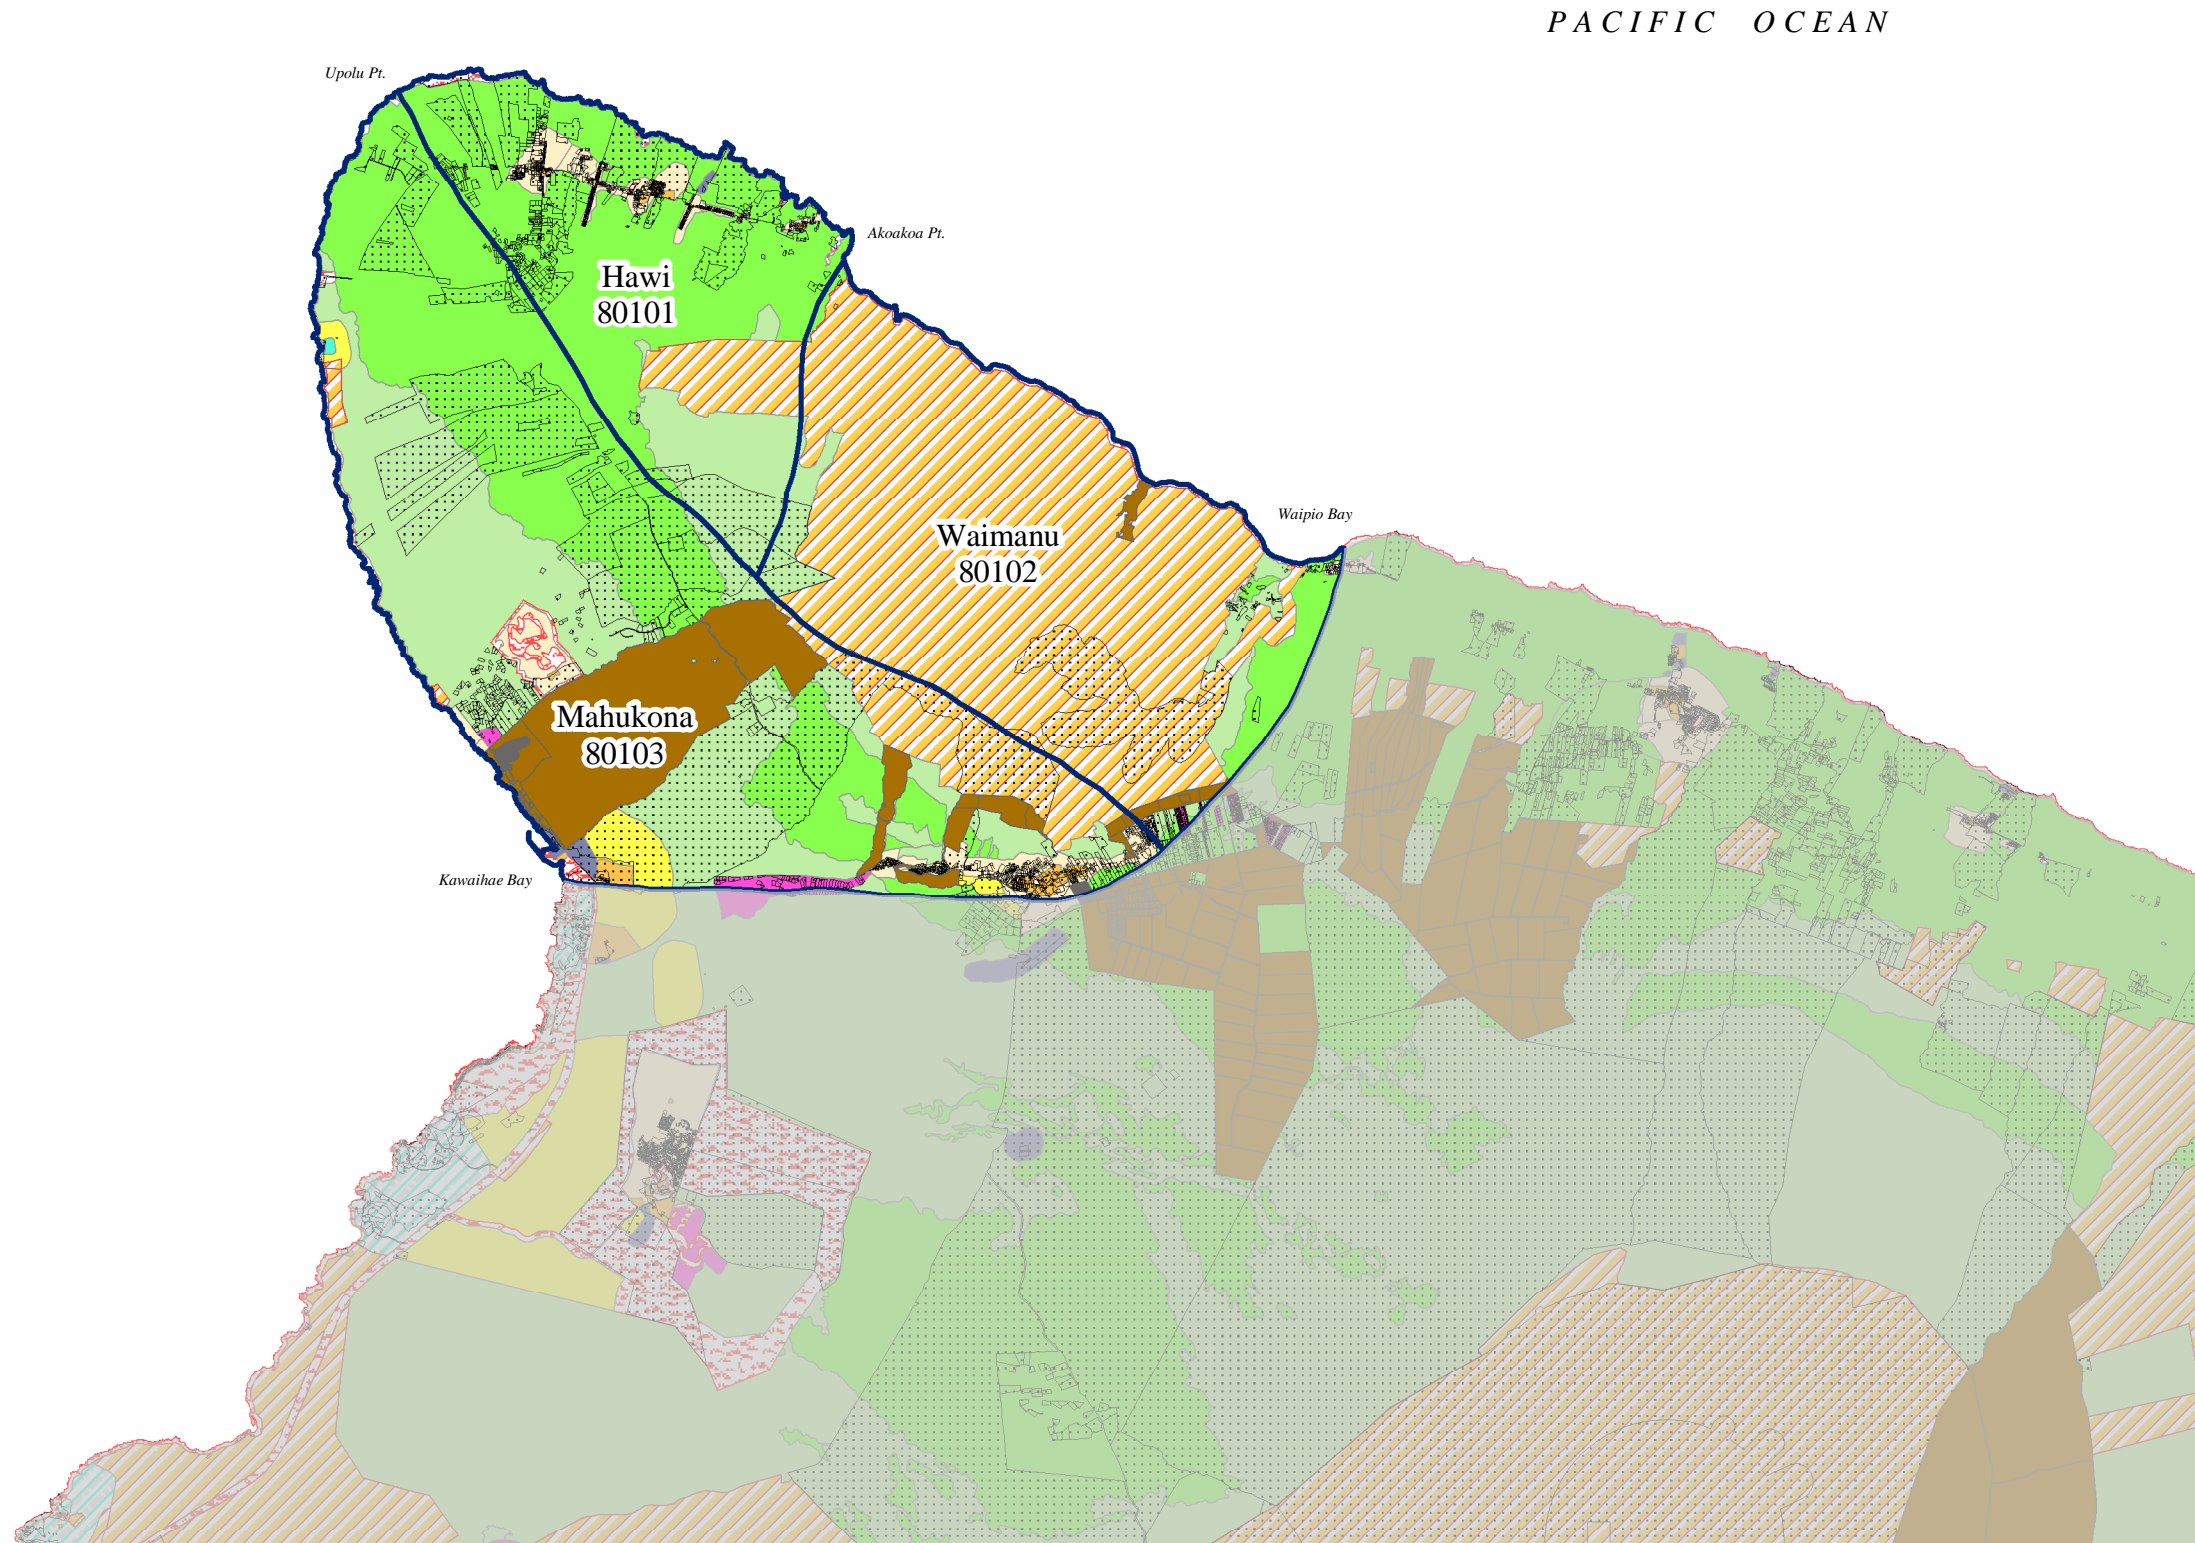 PACIFIC OCEAN
Upolu Pt.
Akoakoa Pt.
Hawi
80101
Waipio Bay
Waimanu
80102
Mahukona
80103
Kawaihae Bay